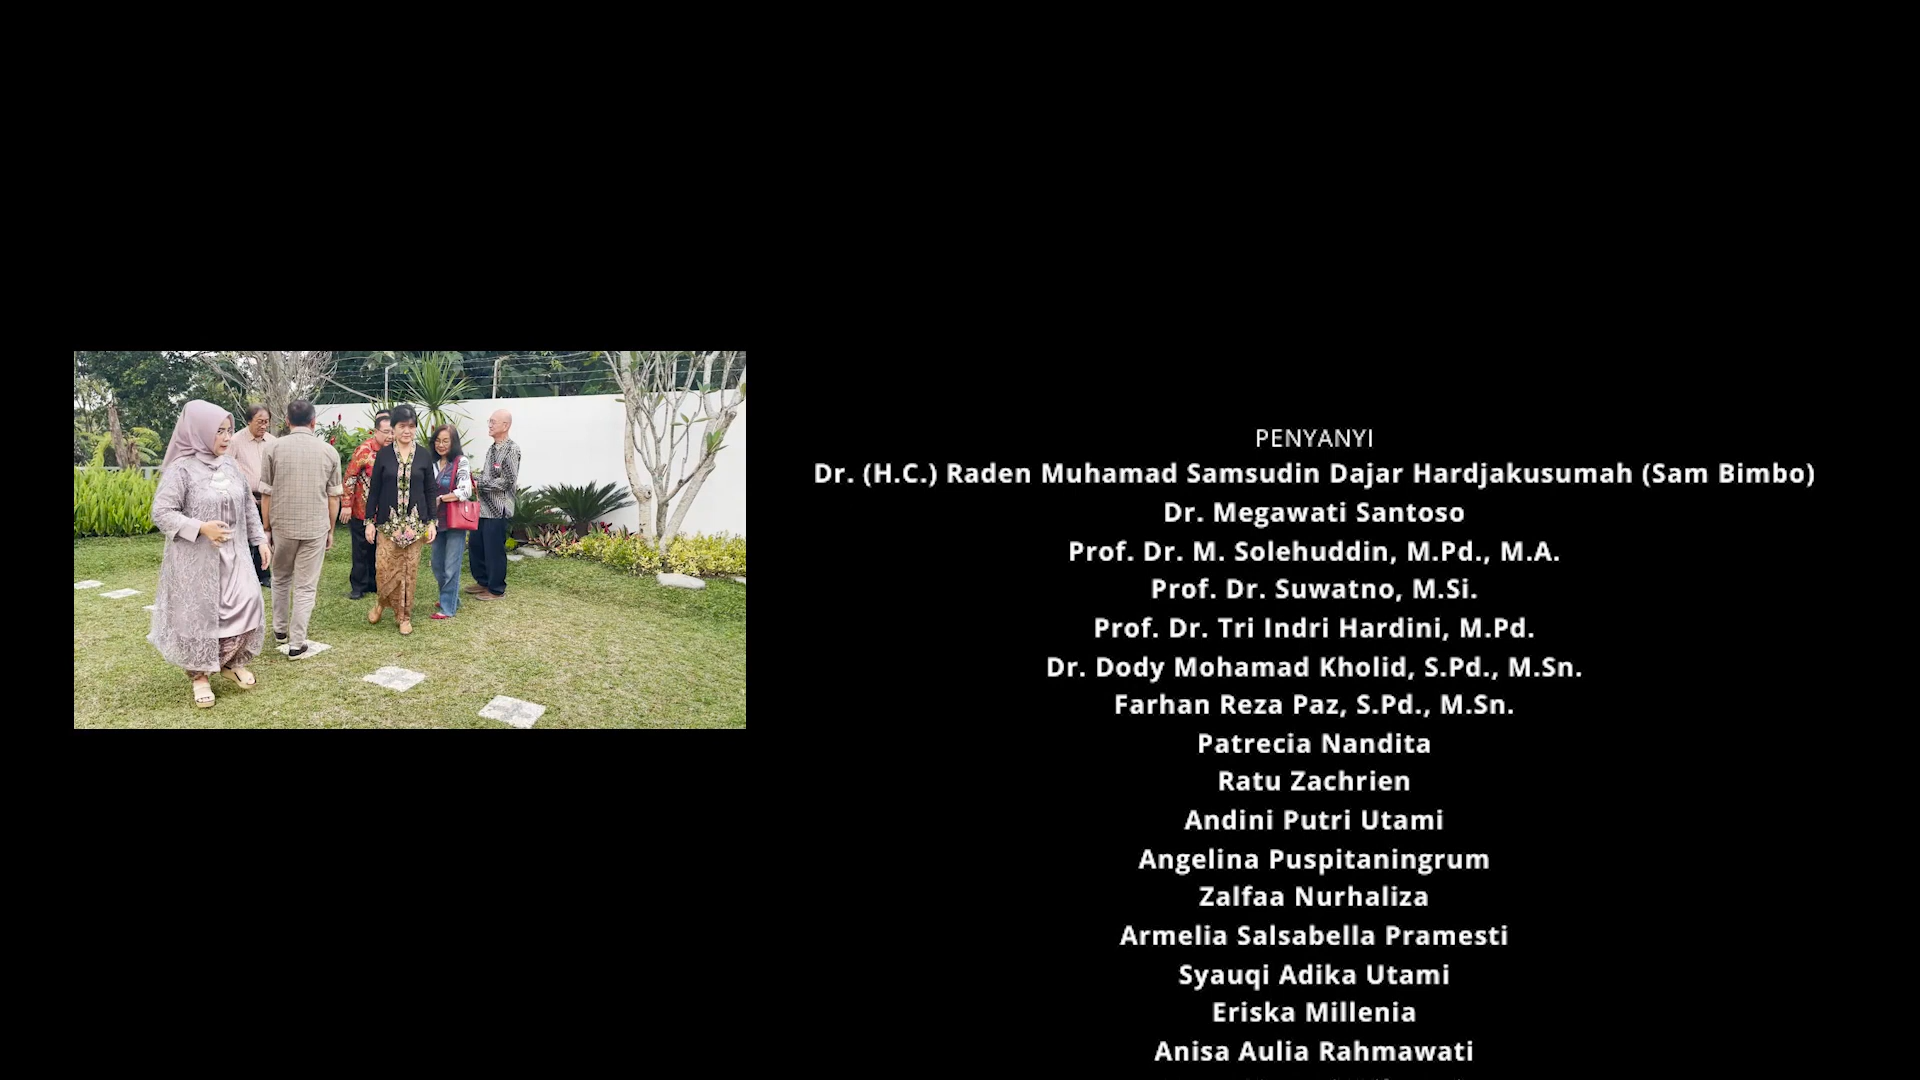 PENYANYI
Dr. (H.C.) Raden Muhamad Samsudin Dajar Hardjakusumah (Sam Bimbo)
Dr. Megawati Santoso
Prof. Dr. M. Solehuddin, M.Pd., M.A.
Prof. Dr. Suwatno, M.Si.
Prof. Dr. Tri Indri Hardini, M.Pd.
Dr. Dody Mohamad Kholid, S.Pd., M.Sn.
Farhan Reza Paz, S.Pd., M.Sn.
Patrecia Nandita
Ratu Zachrien
Andini Putri Utami
Angelina Puspitaningrum
Zalfaa Nurhaliza
Armelia Salsabella Pramesti
Syauqi Adika Utami
Eriska Millenia
Anisa Aulia Rahmawati